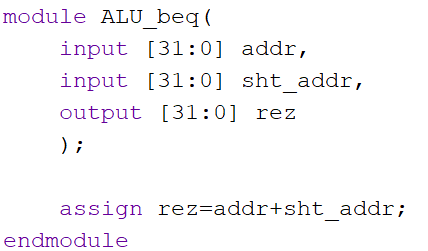 module ALU_beq(
    input [31:0] addr,
    input [31:0] sht_addr,
    output [31:0] rez
    );

    assign rez=addr+sht_addr;
endmodule